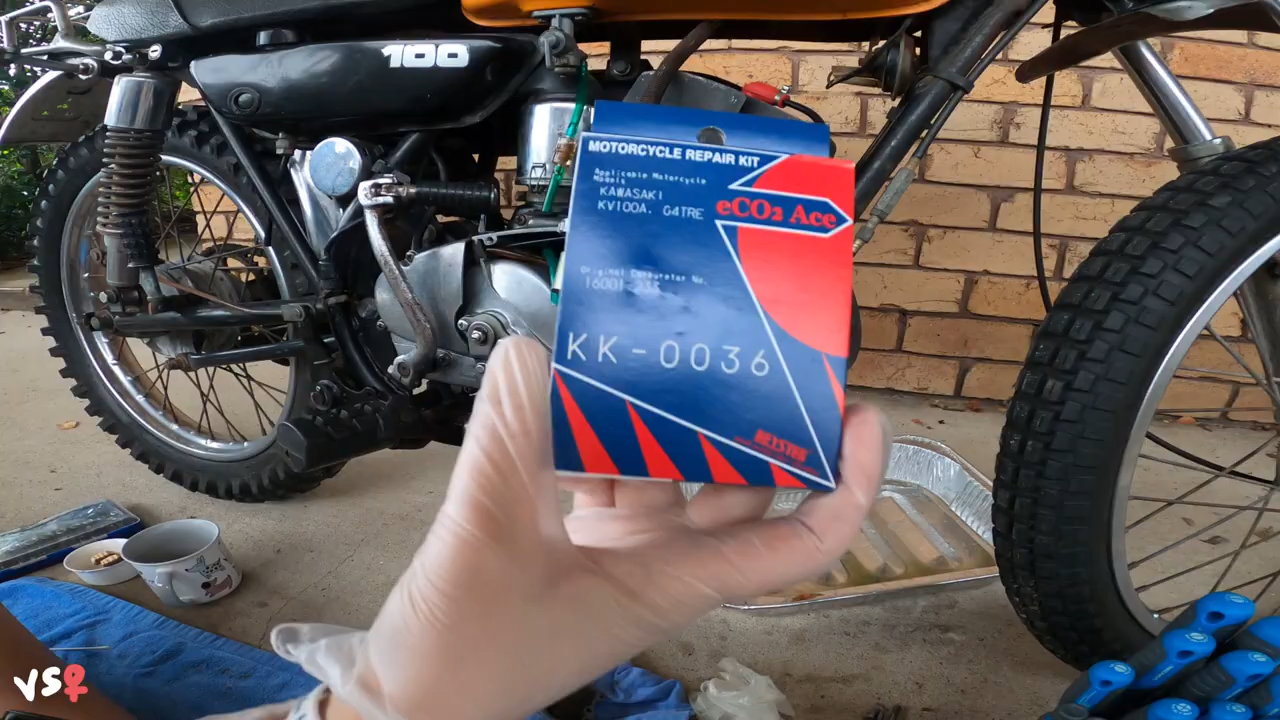 100
MOTORCYCLE REPAIR KIT
Applicable Motorcycle
Models
KAWASAKI
KV100A. G4TRE
eCO2 Ace
Original Carburetor No.
KK-0036
KEYSTER
VS